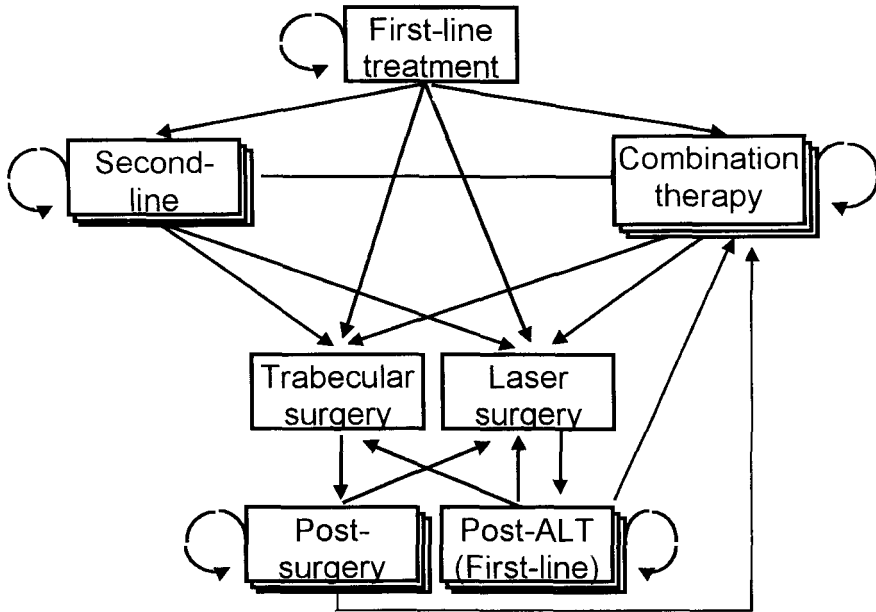 First-line
treatment
Second-
line
Combination
therapy
Trabecular
surgery
Laser
surgery
Post-
surgery
Post-ALT
(First-line)